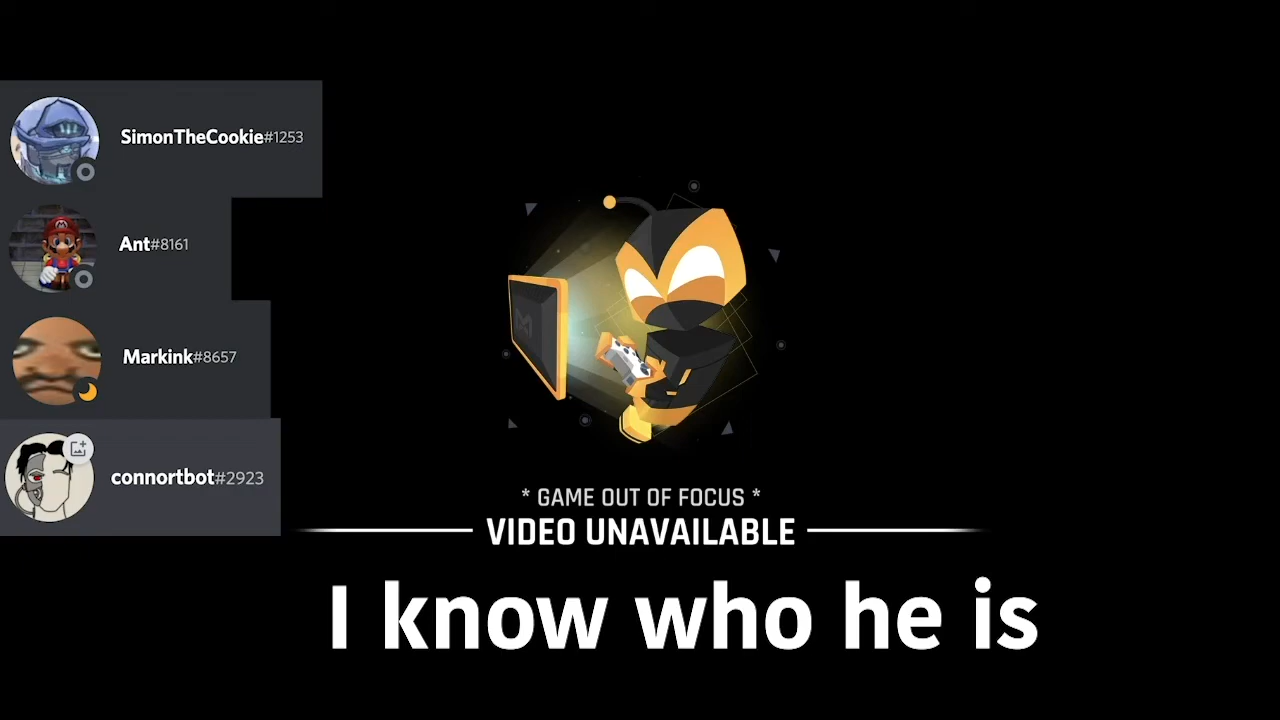 SimonTheCookie#1253
Ant#8161
Markink#8657
connortbot#2923
* GAME OUT OF FOCUS *
VIDEO UNAVAILABLE
I know who he is